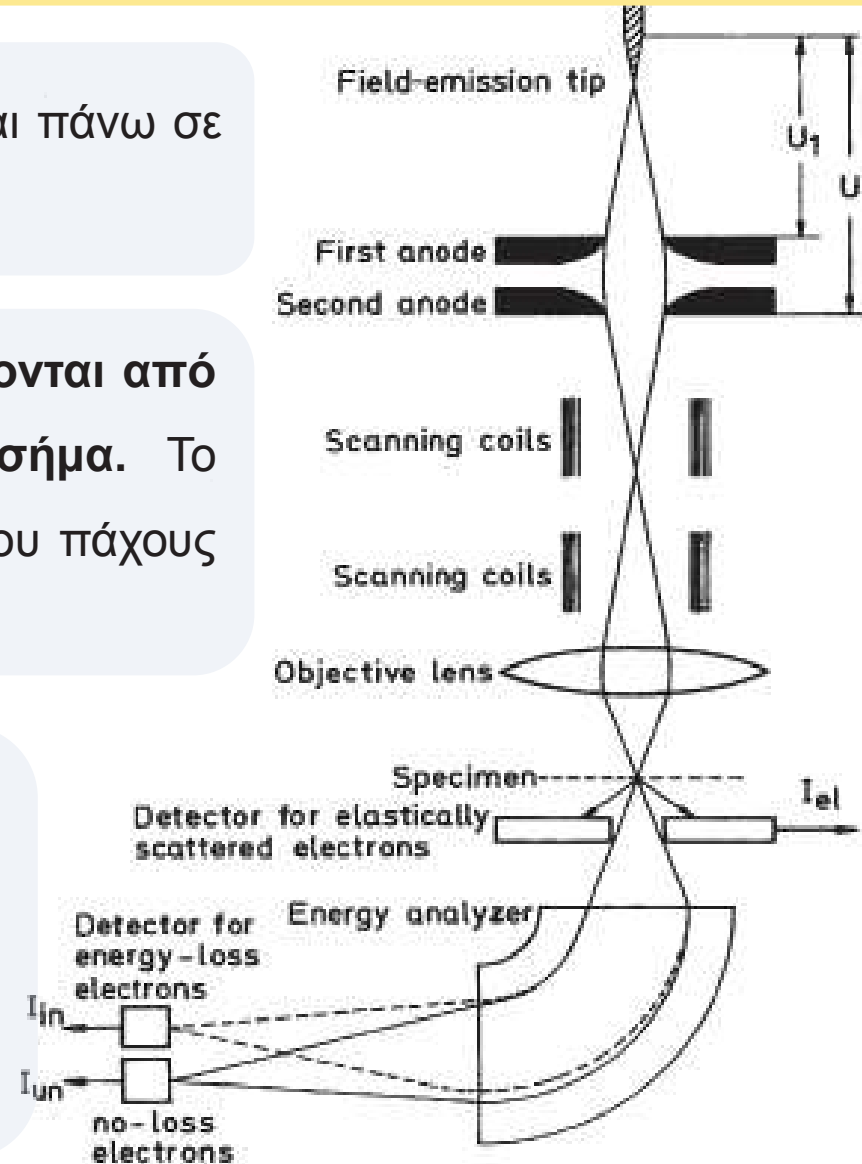 αι πάνω σε
ονται από
σήμα. Το
ου πάχους
Field-emission tip
U1
U
First anode
Second anode
Scanning coils
Scanning coils
Objective lens
Specimen
Iel
Detector for elastically
scattered electrons
Energy analyzer
Detector for
energy-loss
electrons
Iin
Iun
no-loss
electrons